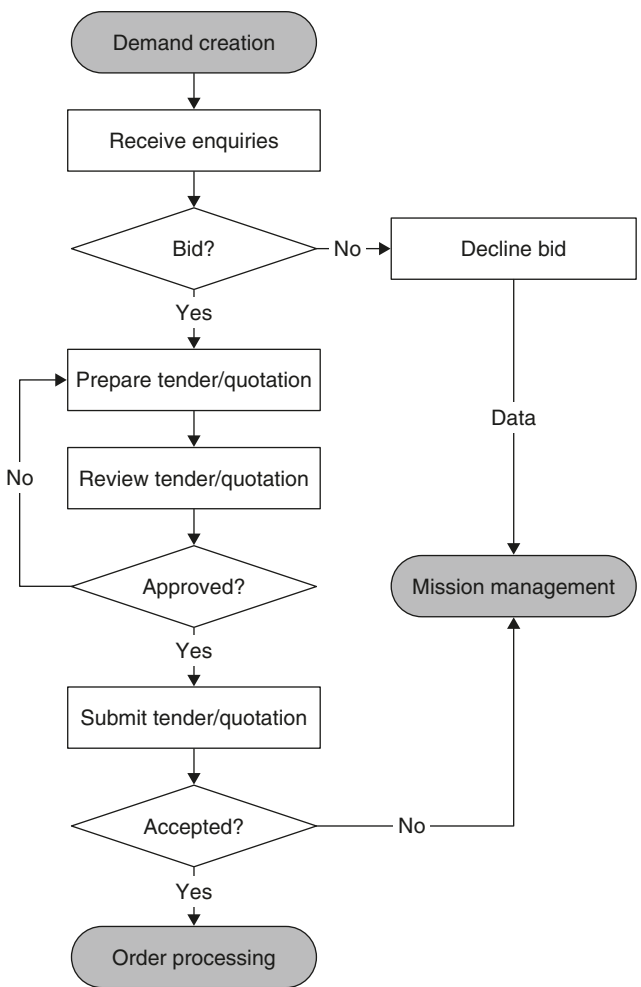 Demand creation
Receive enquiries
Bid?
No
Decline bid
Yes
Prepare tender/quotation
Data
No
Review tender/quotation
Approved?
Mission management
Yes
Submit tender/quotation
Accepted?
No
Yes
Order processing